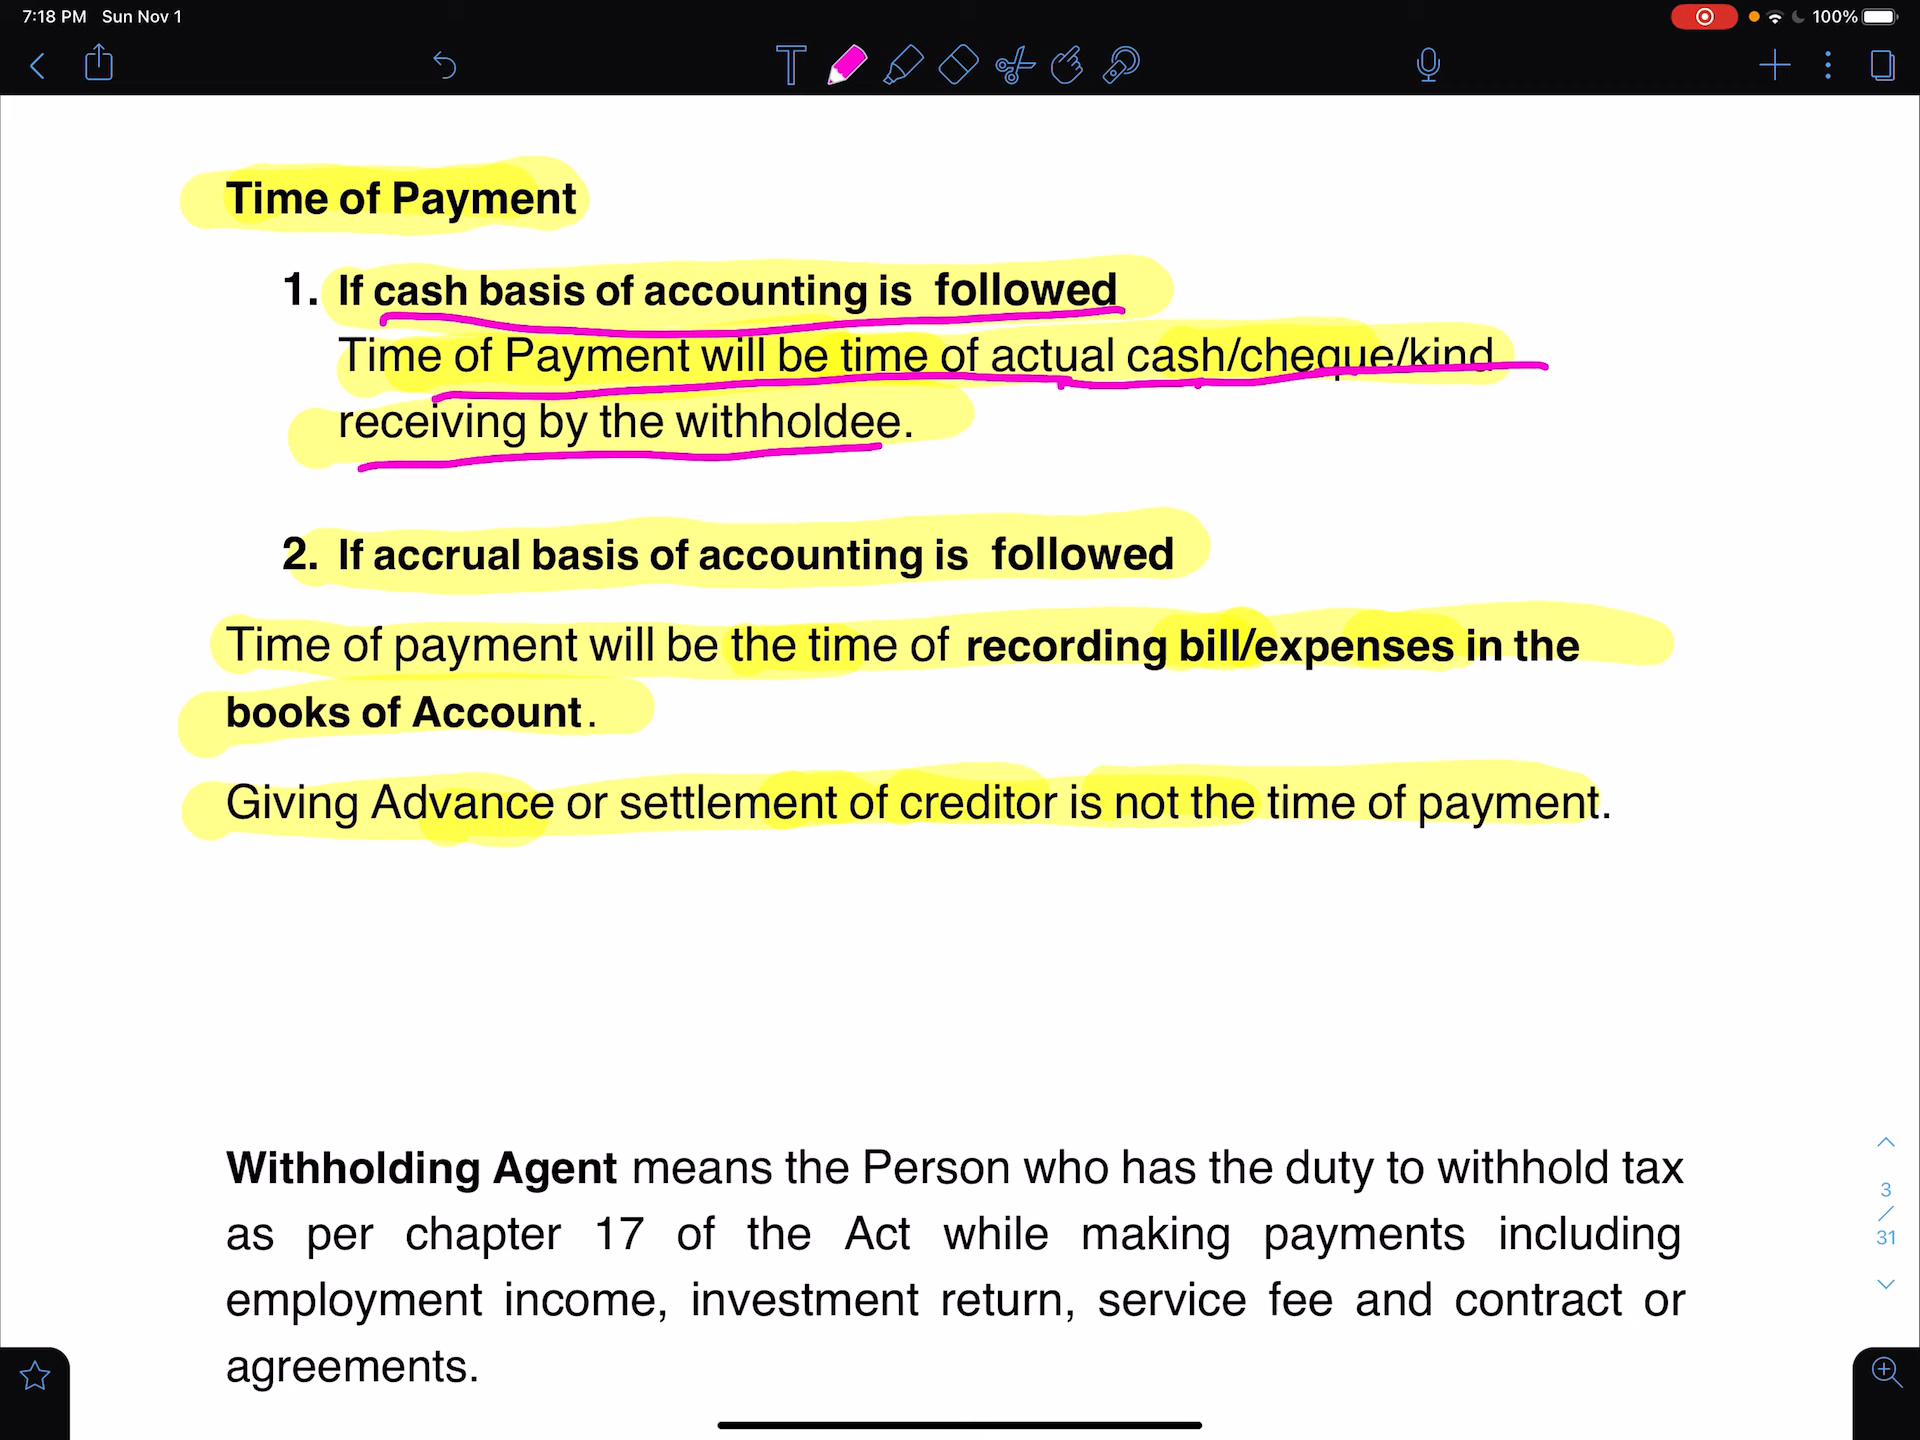 7:18 PM Sun Nov 1
100%
Time of Payment
1. If cash basis of accounting is followed
Time of Payment will be time of actual cash/cheque/kind
receiving by the withholdee.
2. If accrual basis of accounting is followed
Time of payment will be the time of recording bill/expenses in the
books of Account.
Giving Advance or settlement of creditor is not the time of payment.
Withholding Agent means the Person who has the duty to withhold tax
as per chapter 17 of the Act while making payments including
employment income, investment return, service fee and contract or
agreements.
3
/
31